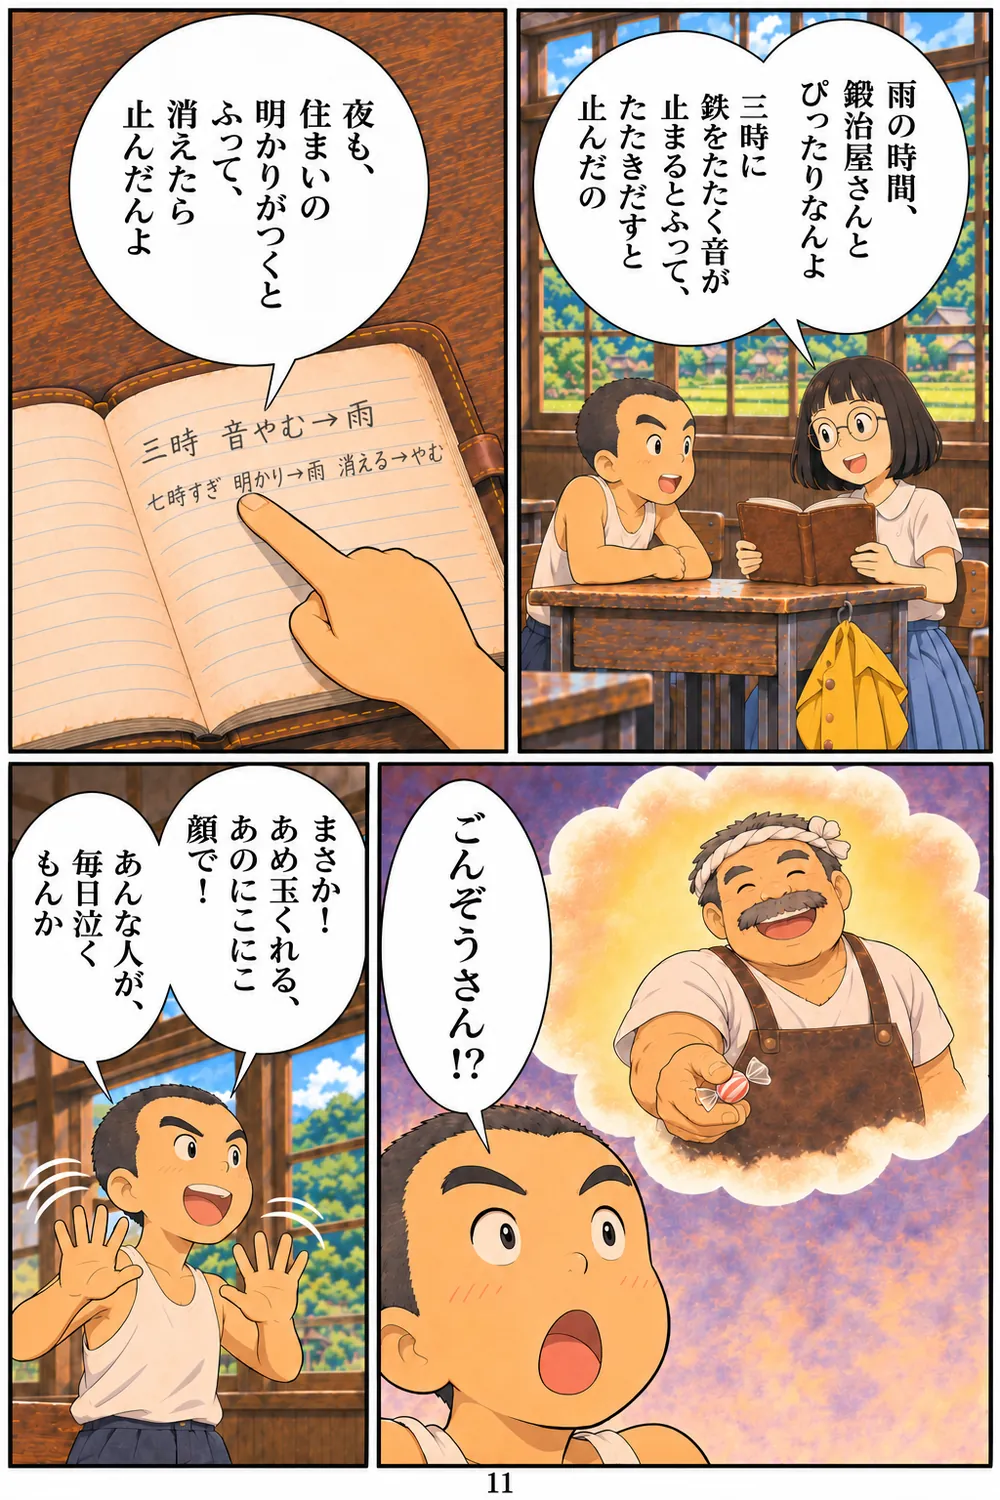 雨の時間、
鍛冶屋さんと
ぴったりなんよ
三時に
鉄をたたく音が
止まるとふって、
たたきだすと
止んだの
夜も、
住まいの
明かりがつくと
ふって、
消えたら
止んだんよ
三時 音やむ→雨
七時すぎ 明かり→雨 消える→やむ
ごんぞうさん!?
まさか！
あめ玉くれる、
あのにこにこ
顔で！
あんな人が、
毎日泣く
もんか
11